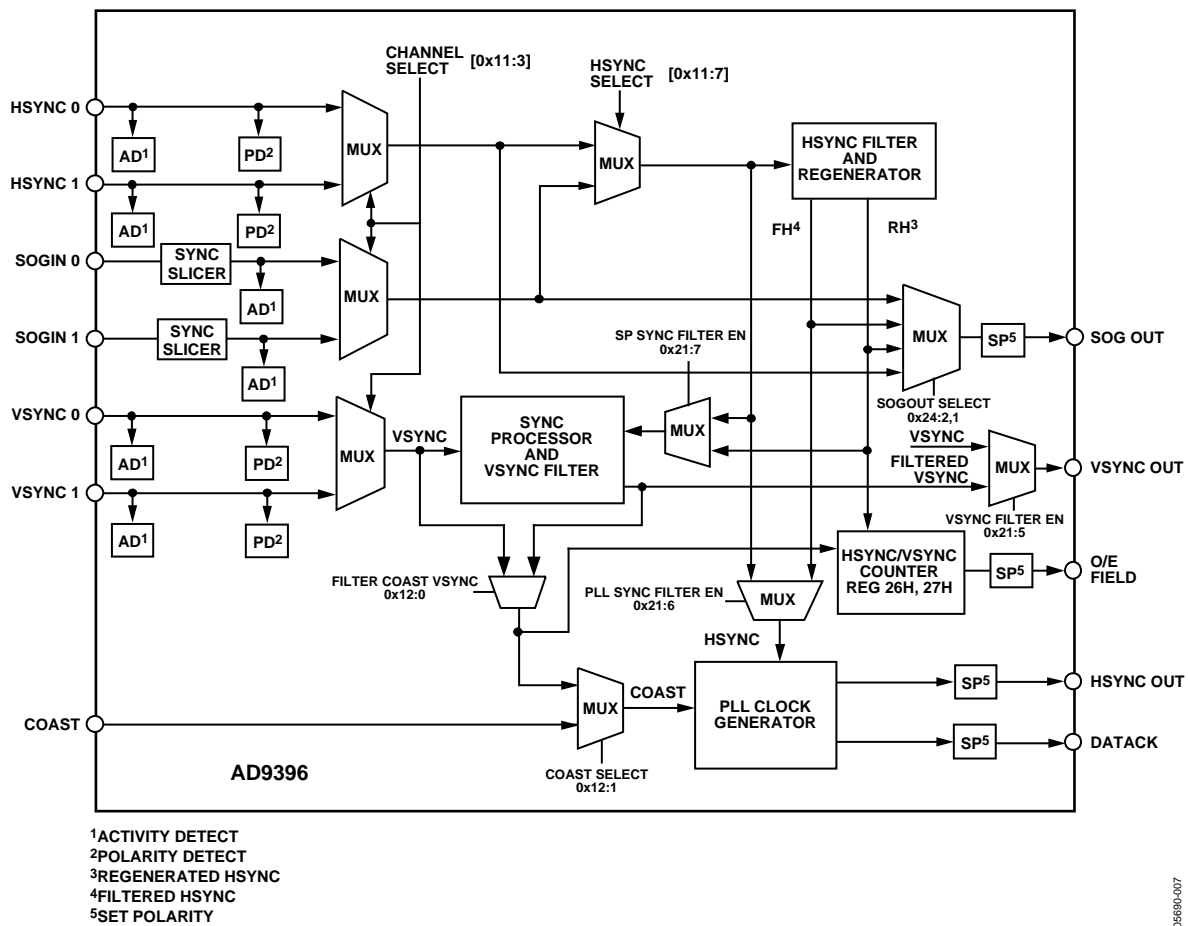 CHANNEL
SELECT [0x11:3]
HSYNC
SELECT [0x11:7]
HSYNC 0
AD1
PD2
MUX
MUX
HSYNC FILTER
AND
REGENERATOR
HSYNC 1
AD1
PD2
FH4
RH3
SOGIN 0
SYNC
SLICER
AD1
MUX
MUX
SP5
SOG OUT
SOGIN 1
SYNC
SLICER
AD1
SP SYNC FILTER EN
0x21:7
SOGOUT SELECT
0x24:2,1
VSYNC 0
AD1
PD2
MUX
VSYNC
SYNC
PROCESSOR
AND
VSYNC FILTER
MUX
VSYNC
FILTERED
VSYNC
MUX
VSYNC OUT
VSYNC 1
AD1
PD2
VSYNC FILTER EN
0x21:5
FILTER COAST VSYNC
0x12:0
PLL SYNC FILTER EN
0x21:6
MUX
HSYNC/VSYNC
COUNTER
REG 26H, 27H
SP5
O/E
FIELD
HSYNC
COAST
MUX
COAST
PLL CLOCK
GENERATOR
SP5
HSYNC OUT
SP5
DATACK
COAST SELECT
0x12:1
AD9396
1ACTIVITY DETECT
2POLARITY DETECT
3REGENERATED HSYNC
4FILTERED HSYNC
5SET POLARITY
05690-007